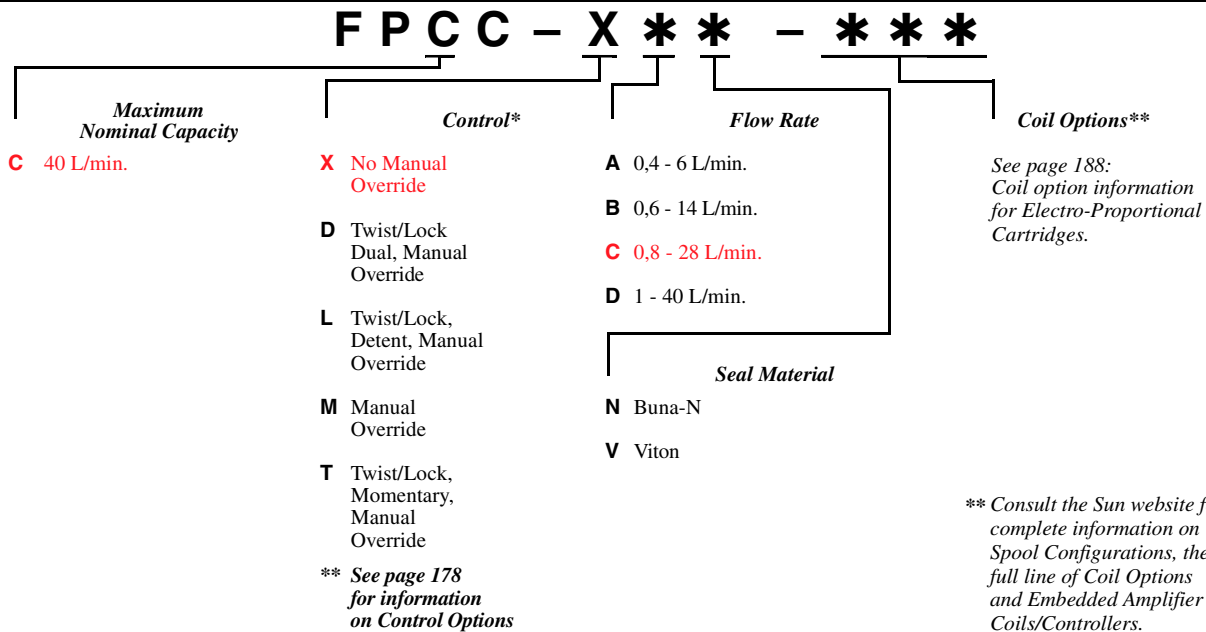 F P C C – X ✱ ✱ – ✱ ✱ ✱
Maximum
Nominal Capacity
C 40 L/min.
Control*
X No Manual
Override
D Twist/Lock
Dual, Manual
Override
L Twist/Lock,
Detent, Manual
Override
M Manual
Override
T Twist/Lock,
Momentary,
Manual
Override
** See page 178
for information
on Control Options
Flow Rate
A 0,4 - 6 L/min.
B 0,6 - 14 L/min.
C 0,8 - 28 L/min.
D 1 - 40 L/min.
Seal Material
N Buna-N
V Viton
Coil Options**
See page 188:
Coil option information
for Electro-Proportional
Cartridges.
** Consult the Sun website
complete information on
Spool Configurations,
full line of Coil Options
and Embedded Amplifier
Coils/Controllers.